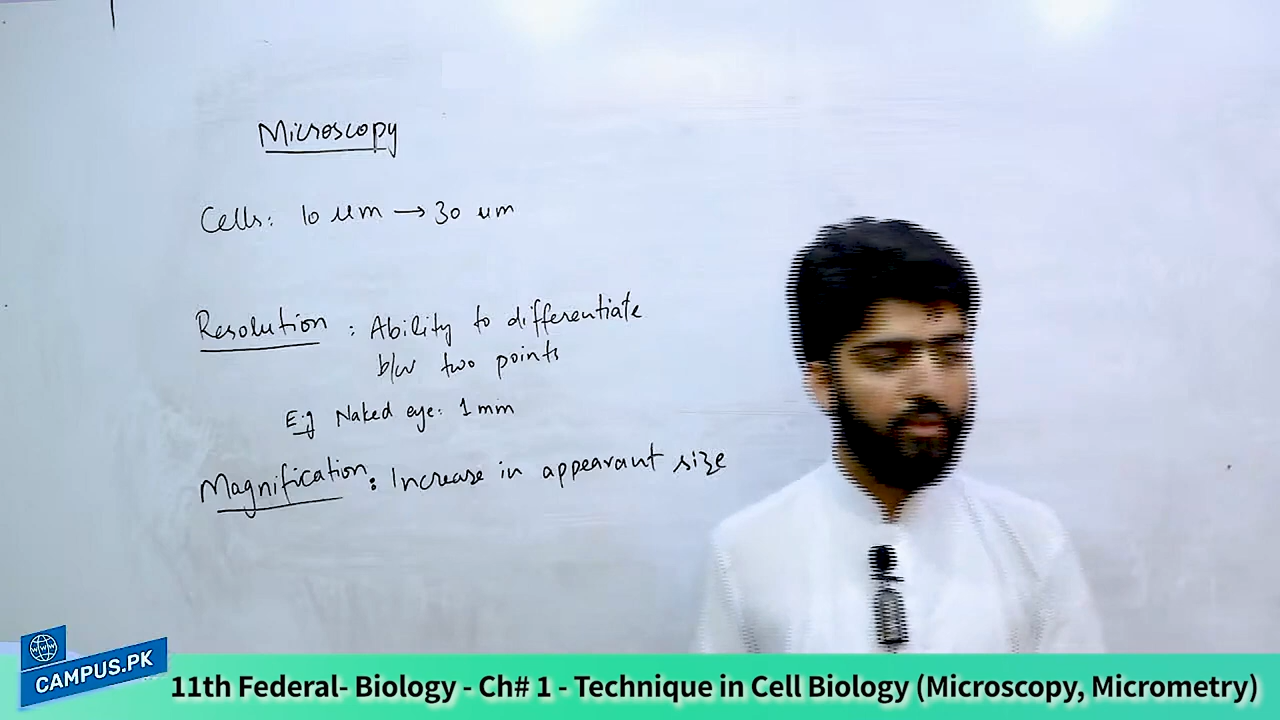 Microscopy
Cells: 10 um → 30 um
Resolution : Ability to differentiate
b/w two points
E.g Naked eye: 1 mm
Magnification : Increase in appearant size
WWW
CAMPUS.PK
11th Federal- Biology - Ch# 1 - Technique in Cell Biology (Microscopy, Micrometry)